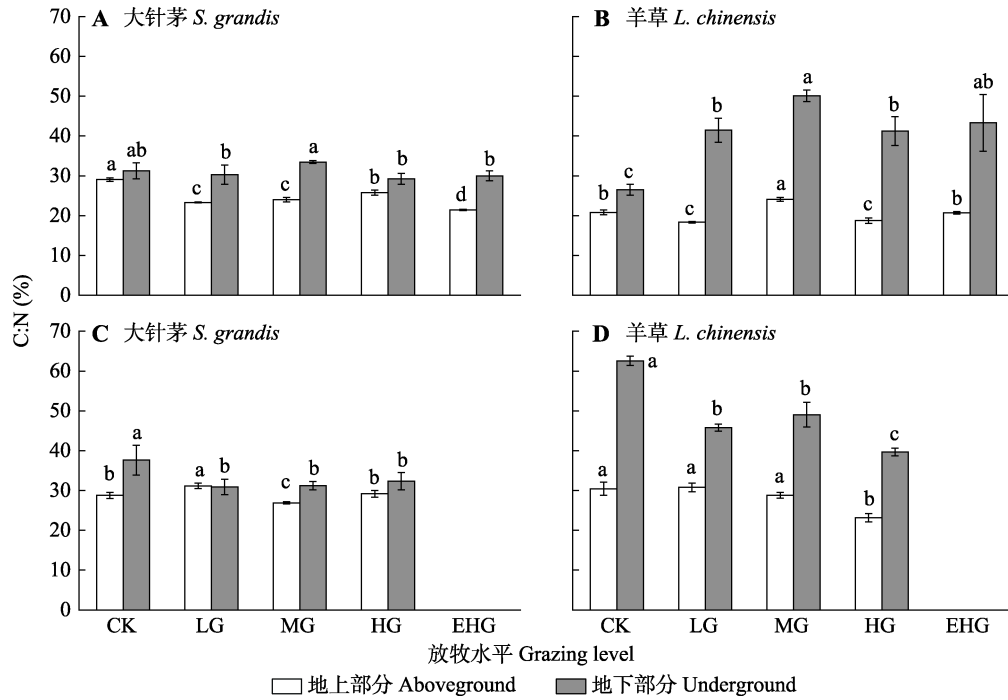 A 大针茅 S. grandis
B 羊草 L. chinensis
70
60
50
40
30
20
10
0
a ab c b c a b b d b
b c c b a a c b b ab
C:N (%)
C 大针茅 S. grandis
D 羊草 L. chinensis
70
60
50
40
30
20
10
0
b a a b c b b b
a a a b a b b c
CK LG MG HG EHG
CK LG MG HG EHG
放牧水平 Grazing level
地上部分 Aboveground
地下部分 Underground